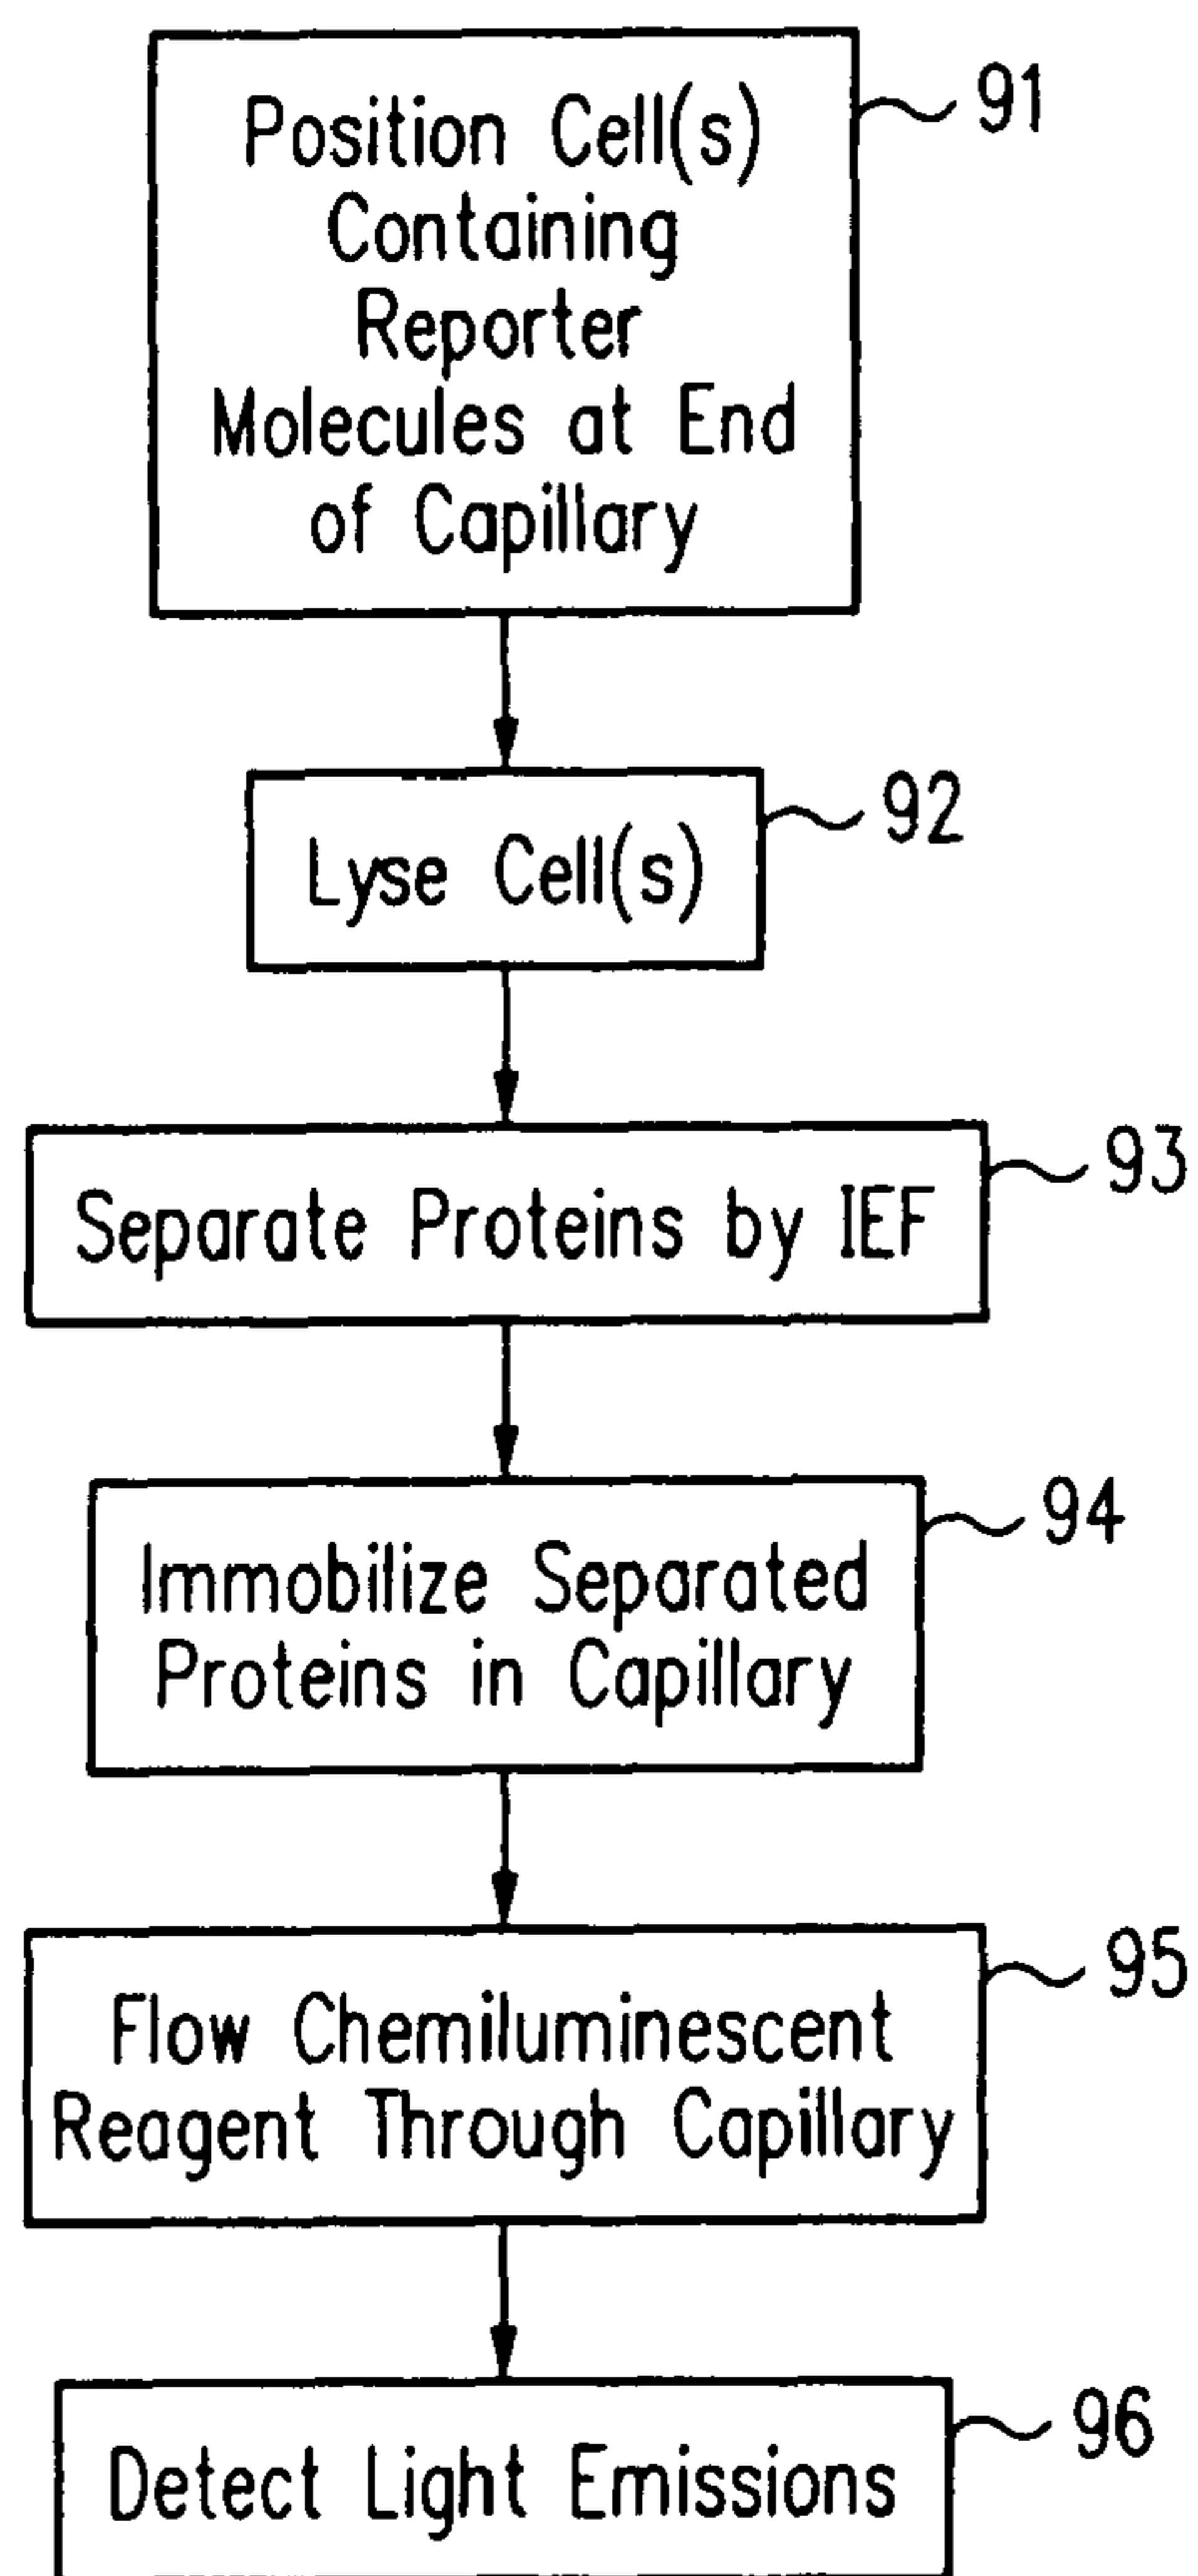 Position Cell(s)
Containing
Reporter
Molecules at End
of Capillary
91
Lyse Cell(s)
92
Separate Proteins by IEF
93
Immobilize Separated
Proteins in Capillary
94
Flow Chemiluminescent
Reagent Through Capillary
95
Detect Light Emissions
96